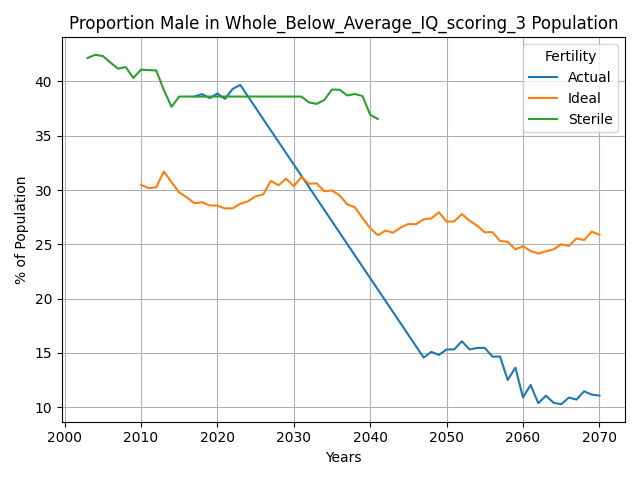 Proportion Male in Whole_Below_Average_IQ_scoring_3 Population
Fertility
Actual
Ideal
Sterile
% of Population
40
35
30
25
20
15
10
2000 2010 2020 2030 2040 2050 2060 2070
Years